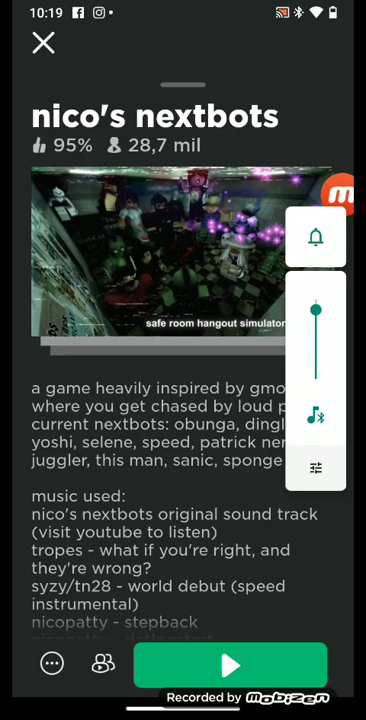 10:19
nico's nextbots
95% 28,7 mil
safe room hangout simulator
a game heavily inspired by gmo
where you get chased by loud p
current nextbots: obunga, dingl
yoshi, selene, speed, patrick ner
juggler, this man, sanic, sponge
music used:
nico's nextbots original sound track
(visit youtube to listen)
tropes - what if you're right, and
they're wrong?
syzy/tn28 - world debut (speed
instrumental)
nicopatty - stepback
Recorded by mobizen